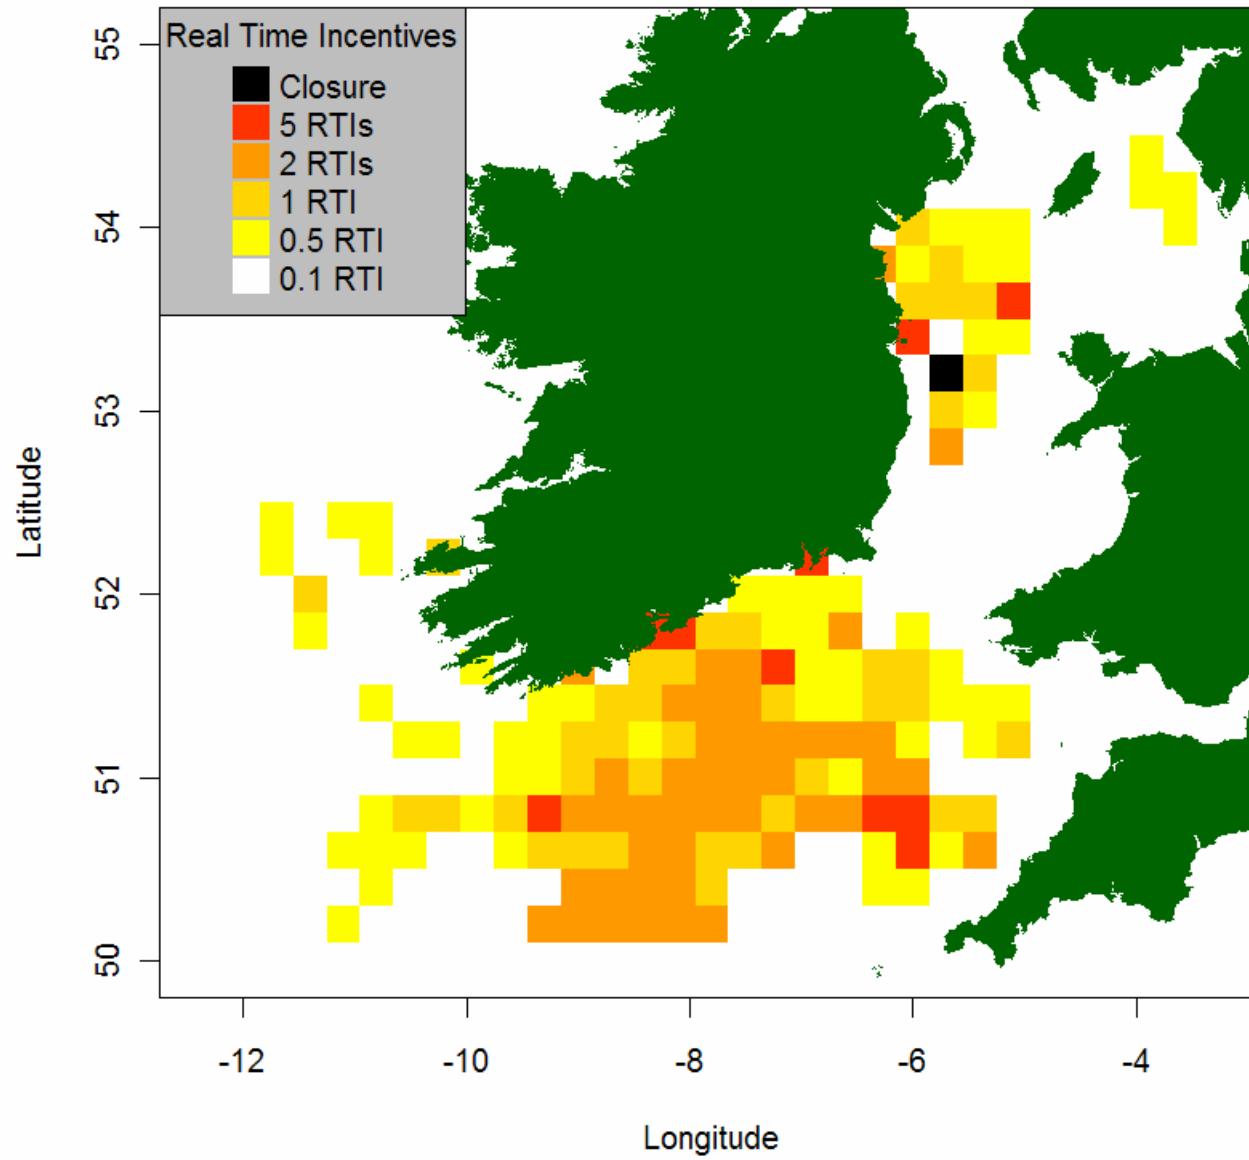 Real Time Incentives
Closure
5 RTIs
2 RTIs
1 RTI
0.5 RTI
0.1 RTI
55
54
53
52
51
50
Latitude
-12
-10
-8
-6
-4
Longitude